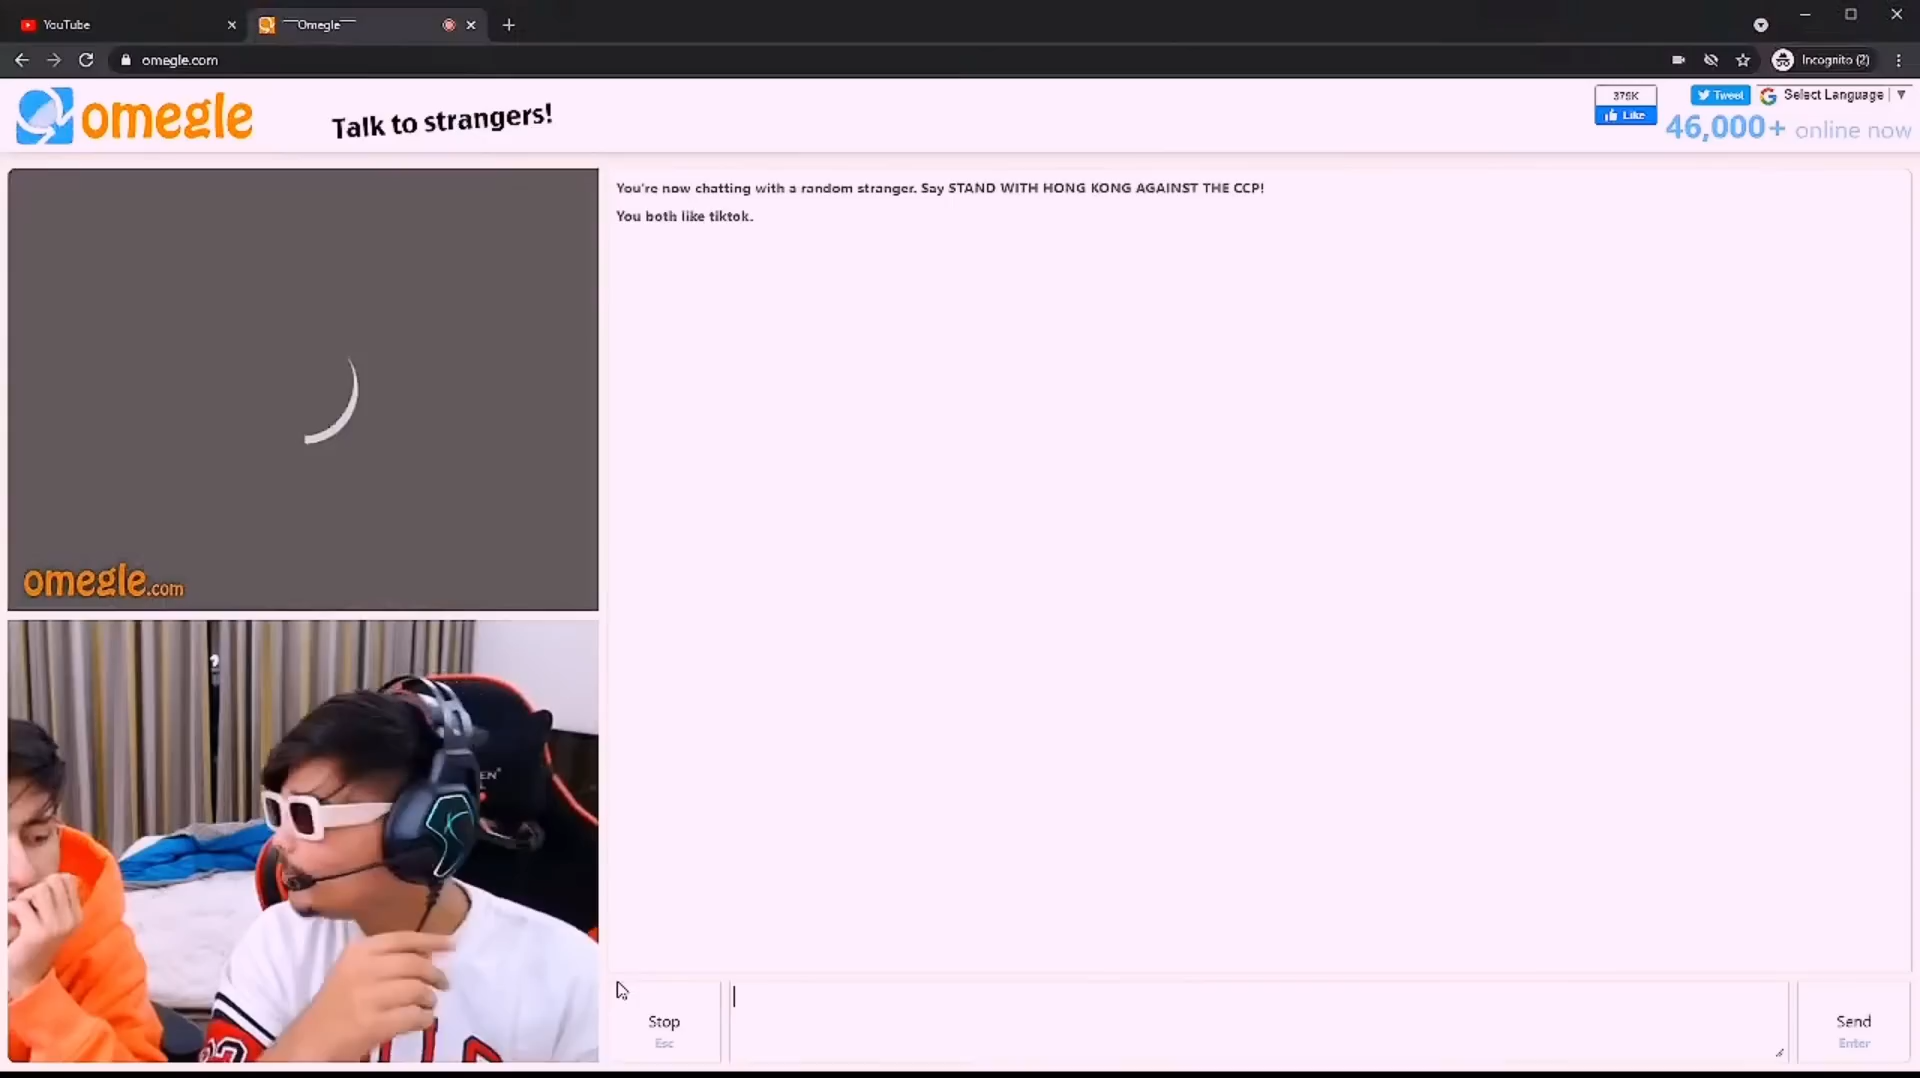 YouTube
Omegle
omegle.com
Incognito (2)
omegle
Talk to strangers!
379K
Like
Tweet
Select Language
46,000+ online now
You're now chatting with a random stranger. Say STAND WITH HONG KONG AGAINST THE CCP!
You both like tiktok.
omegle.com
Stop
Esc
Send
Enter